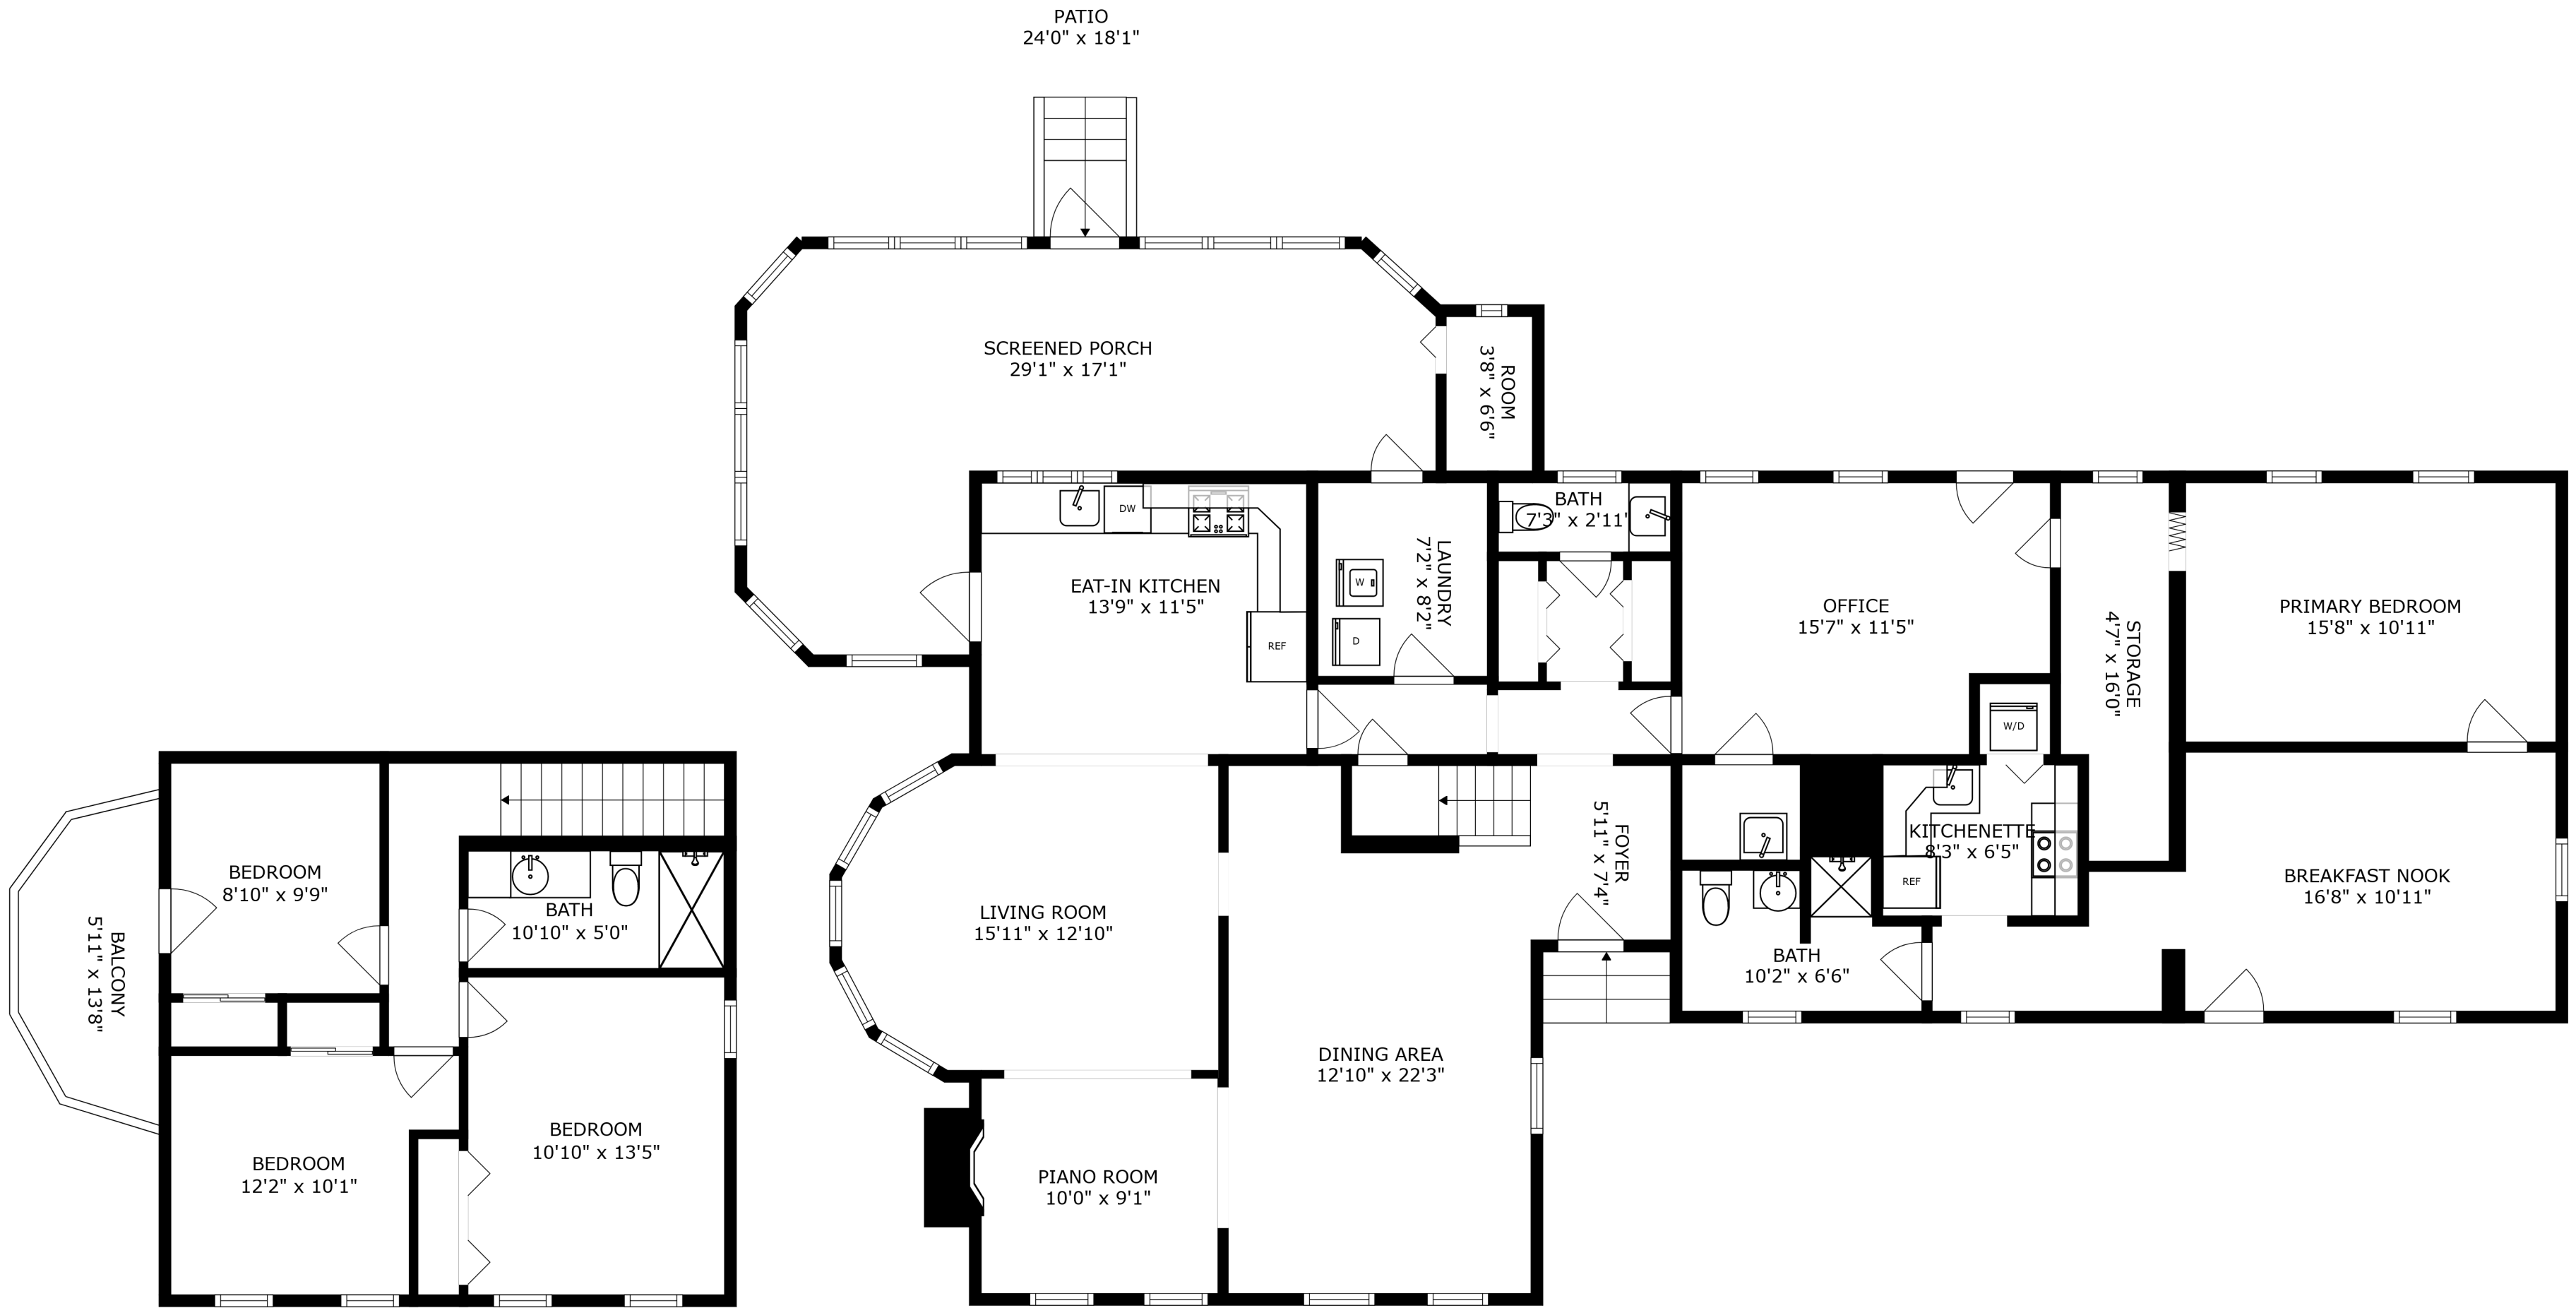 PATIO
24'0" x 18'1"
SCREENED PORCH
29'1" x 17'1"
ROOM
3'8" x 6'6"
DW
EAT-IN KITCHEN
13'9" x 11'5"
REF
LAUNDRY
7'2" x 8'2"
W
D
BATH
7'3" x 2'11"
OFFICE
15'7" x 11'5"
W/D
STORAGE
4'7" x 16'0"
PRIMARY BEDROOM
15'8" x 10'11"
BEDROOM
8'10" x 9'9"
BALCONY
5'11" x 13'8"
BATH
10'10" x 5'0"
BEDROOM
12'2" x 10'1"
BEDROOM
10'10" x 13'5"
LIVING ROOM
15'11" x 12'10"
FOYER
5'11" x 7'4"
KITCHENETTE
8'3" x 6'5"
REF
BREAKFAST NOOK
16'8" x 10'11"
BATH
10'2" x 6'6"
DINING AREA
12'10" x 22'3"
PIANO ROOM
10'0" x 9'1"